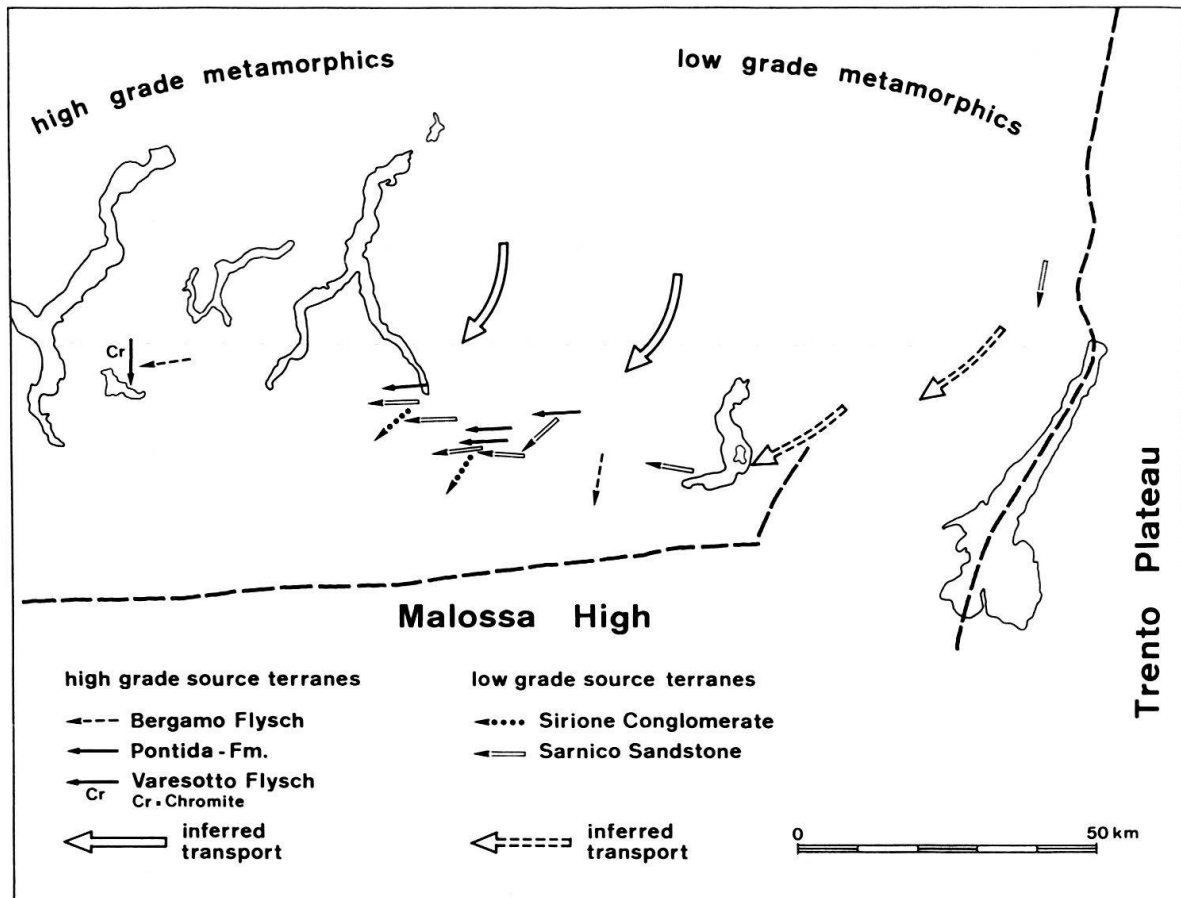 high grade metamorphics
low grade metamorphics
Cr
Trento Plateau
Malossa High
high grade source terranes
Bergamo Flysch
Pontida - Fm.
Varesotto Flysch
Cr
Cr = Chromite
inferred
transport
low grade source terranes
Sirione Conglomerate
Sarnico Sandstone
inferred
transport
0
50 km